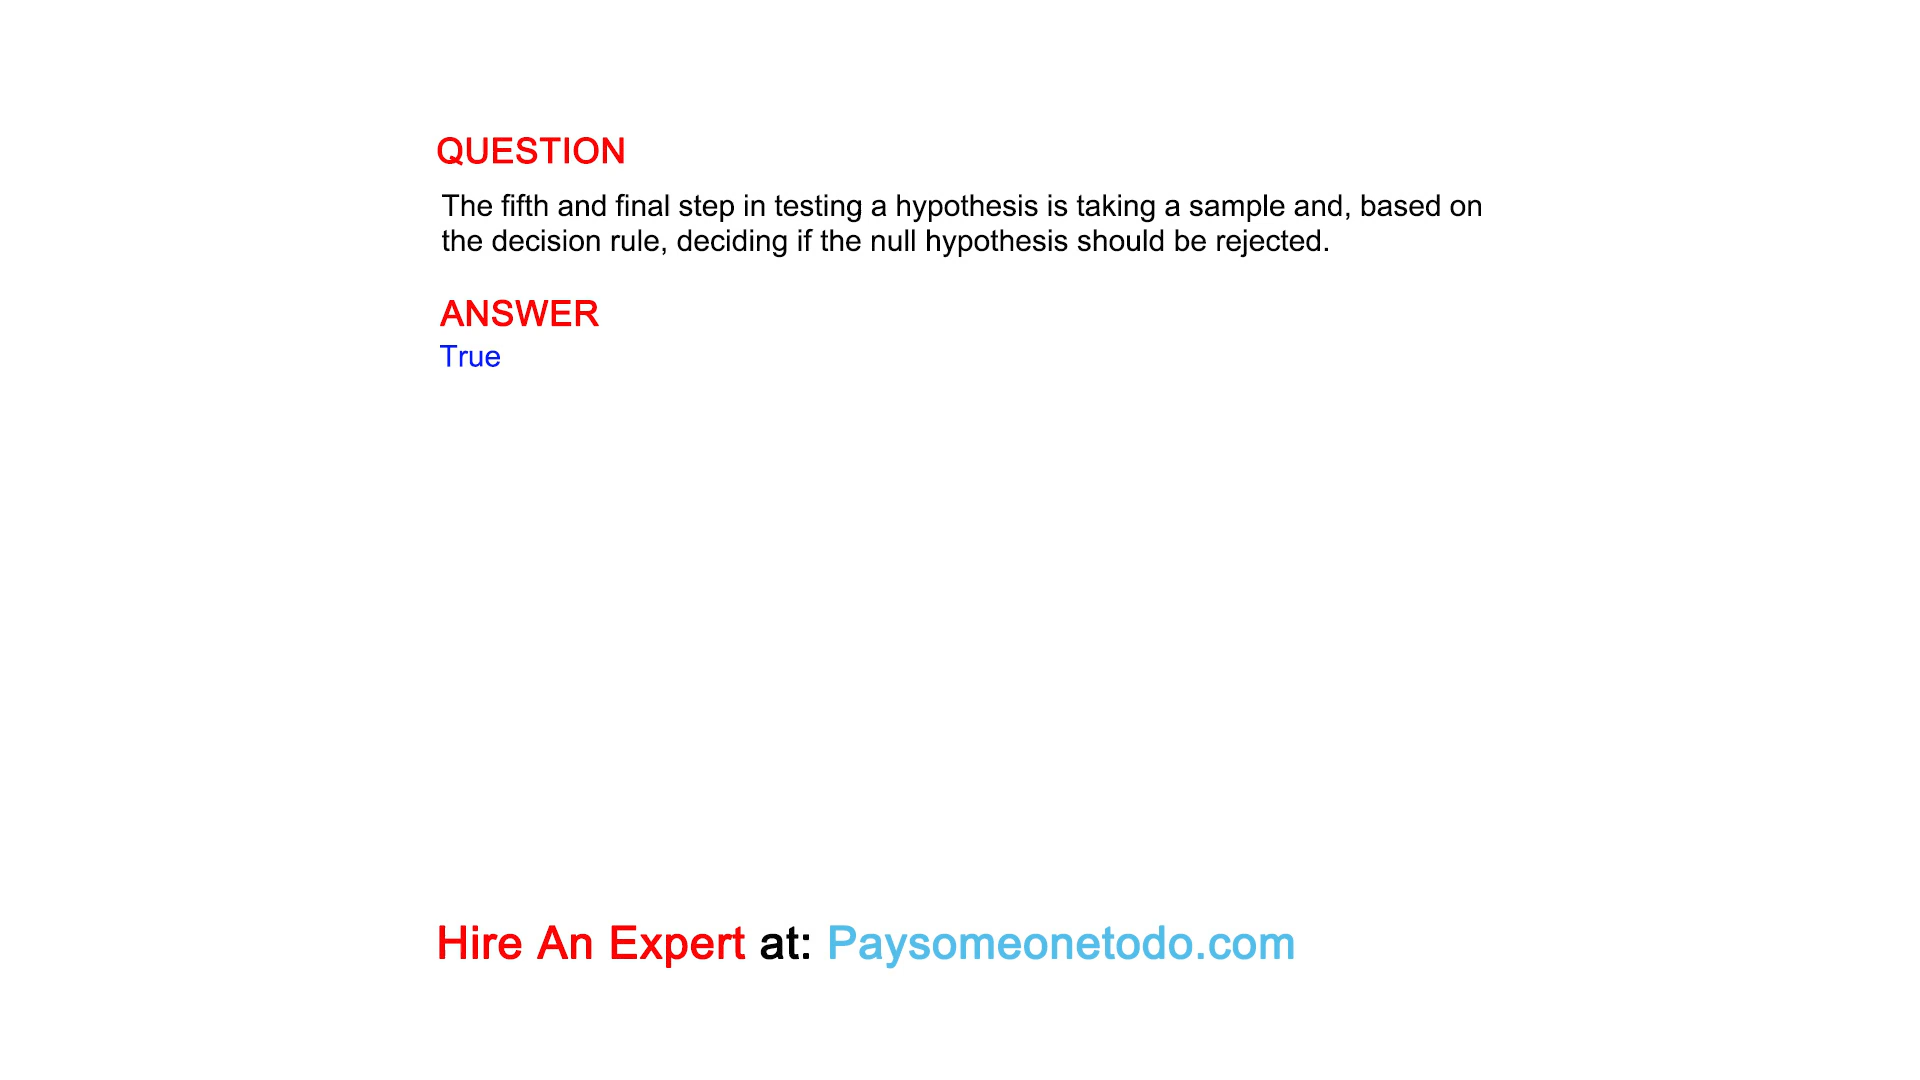 QUESTION
The fifth and final step in testing a hypothesis is taking a sample and, based on
the decision rule, deciding if the null hypothesis should be rejected.
ANSWER
True
Hire An Expert at: Paysomeonetodo.com